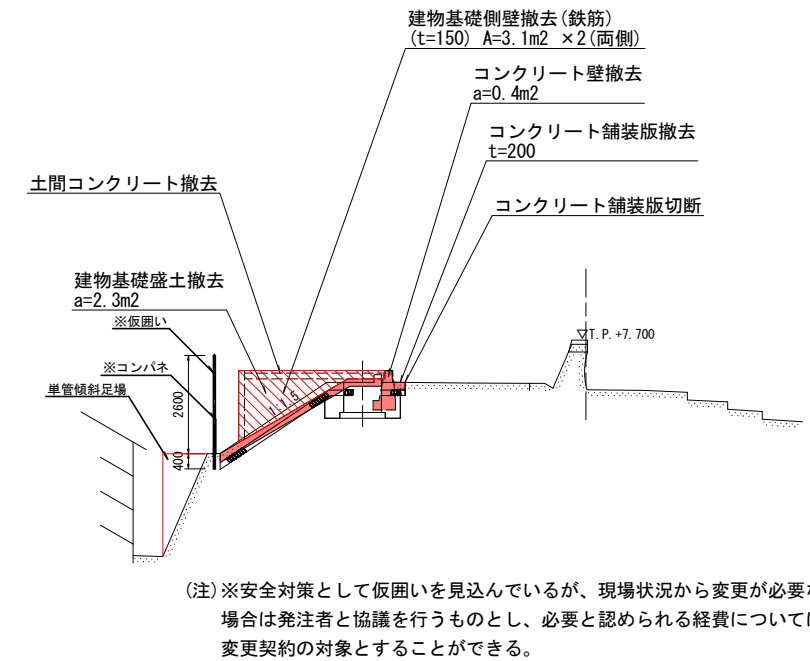 建物基礎側壁撤去(鉄筋)
(t=150) A=3.1m2 ×2(両側)
コンクリート壁撤去
a=0.4m2
コンクリート舗装版撤去
t=200
土間コンクリート撤去
コンクリート舗装版切断
建物基礎盛土撤去
a=2.3m2
※仮囲い
T.P.+7.700
※コンパネ
単管傾斜足場
2600
1:1.5
400
(注)※安全対策として仮囲いを見込んでいるが、現場状況から変更が必要な
場合は発注者と協議を行うものとし、必要と認められる経費については
変更契約の対象とすることができる。